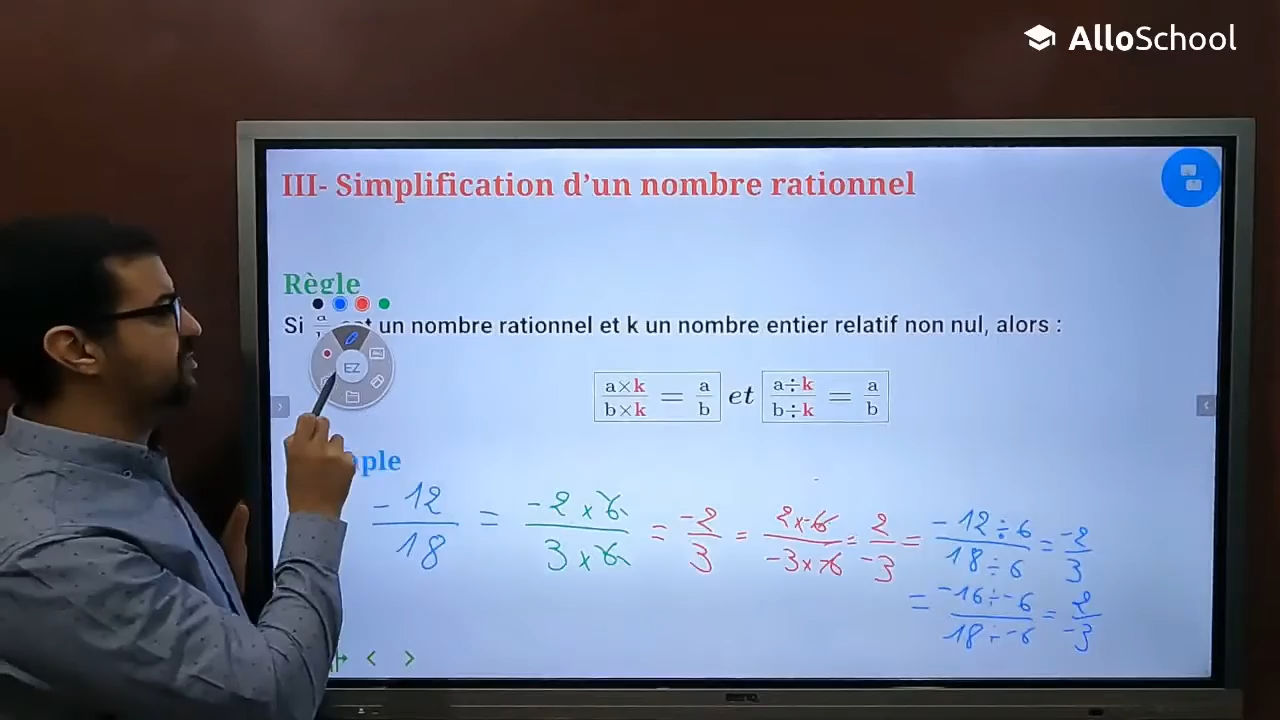 AlloSchool
III- Simplification d'un nombre rationnel
Règle
Si a un nombre rationnel et k un nombre entier relatif non nul, alors :
a×k / b×k = a / b et a÷k / b÷k = a / b
EZ
ple
-12 / 18 = -2 × 6 / 3 × 6 = -2 / 3 = 2 × -6 / -3 × -6 = 2 / -3 = -12 ÷ 6 / 18 ÷ 6 = -2 / 3
= -16 ÷ -6 / 18 ÷ -6 = 2 / -3